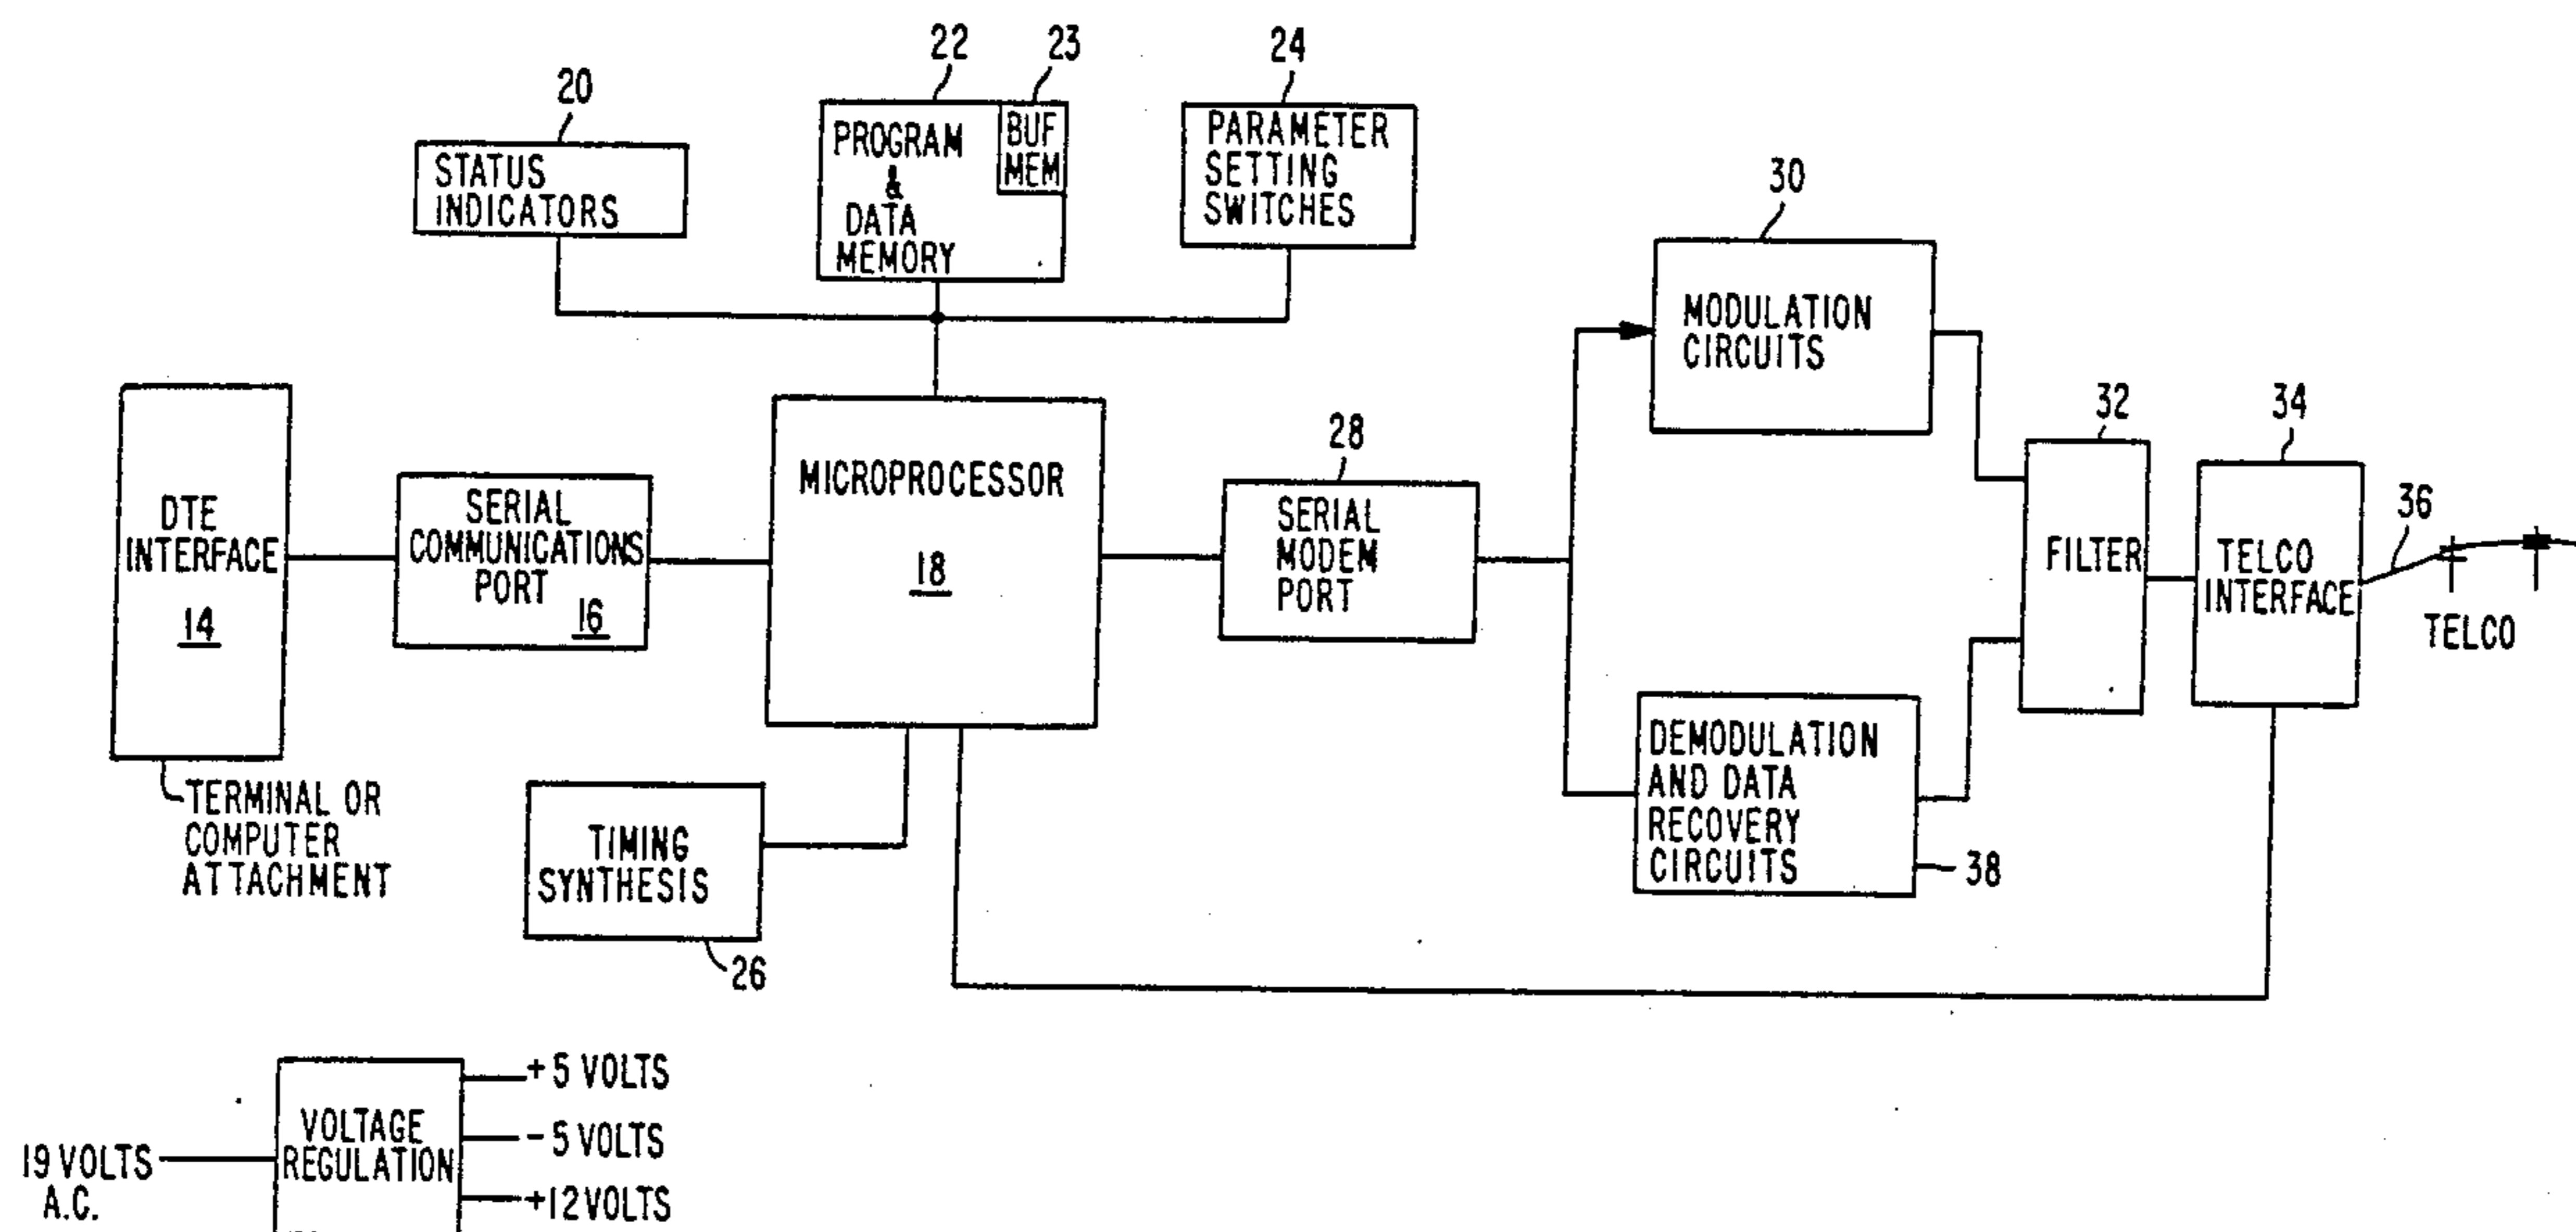 20
STATUS
INDICATORS
22
PROGRAM
&
DATA
MEMORY
23
BUF
MEM
24
PARAMETER
SETTING
SWITCHES
DTE
INTERFACE
14
TERMINAL OR
COMPUTER
ATTACHMENT
SERIAL
COMMUNICATIONS
PORT
16
MICROPROCESSOR
18
28
SERIAL
MODEM
PORT
30
MODULATION
CIRCUITS
32
FILTER
34
TELCO
INTERFACE
36
TELCO
DEMODULATION
AND DATA
RECOVERY
CIRCUITS
38
TIMING
SYNTHESIS
26
19 VOLTS
A.C.
VOLTAGE
REGULATION
+5 VOLTS
-5 VOLTS
+12 VOLTS